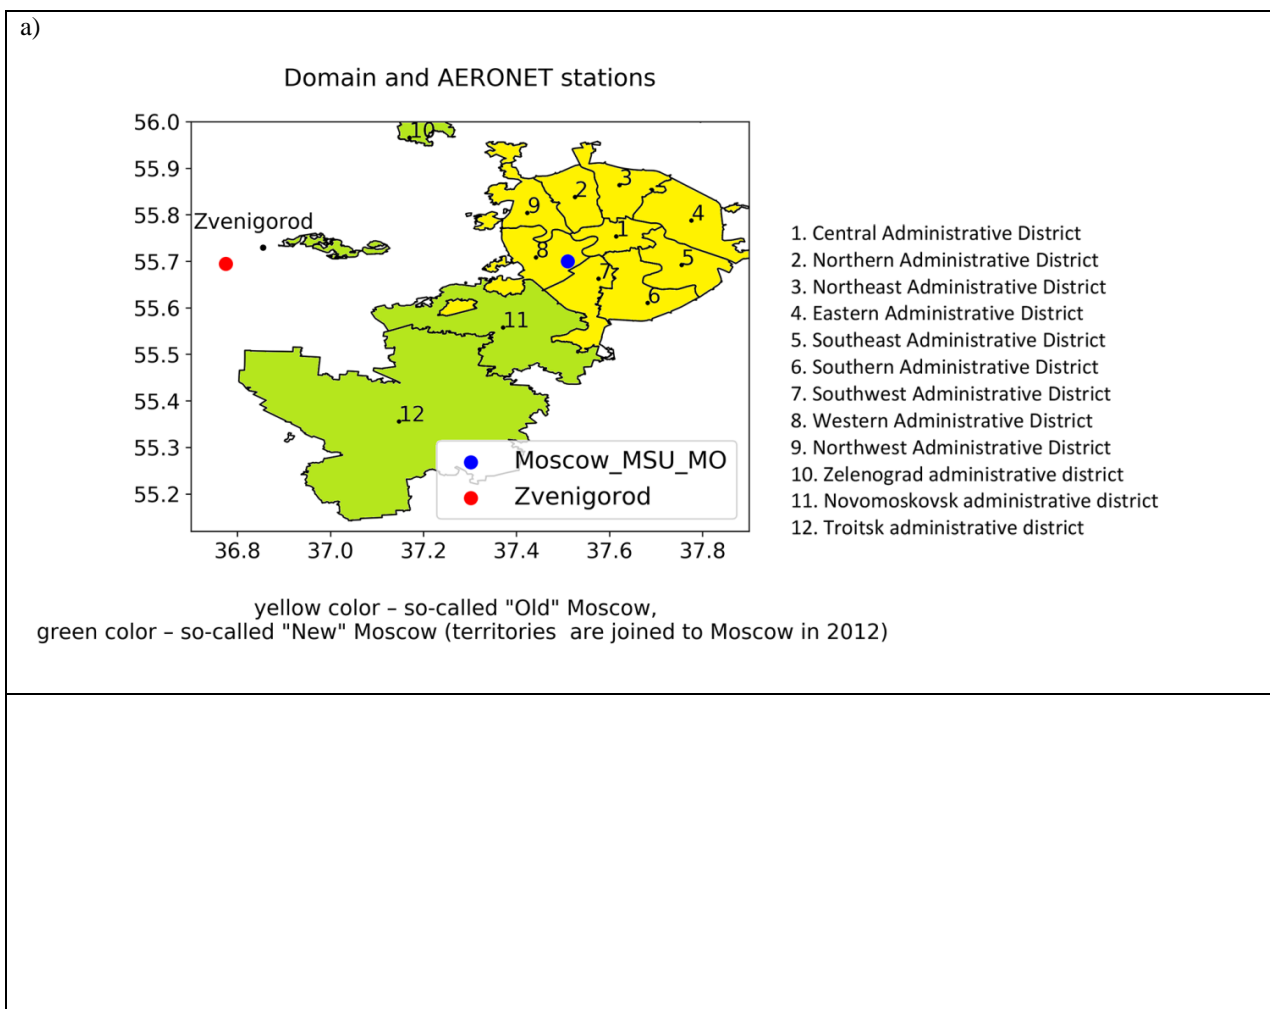 a)
Domain and AERONET stations
56.0
55.9
55.8
55.7
55.6
55.5
55.4
55.3
55.2
36.8 37.0 37.2 37.4 37.6 37.8
10
Zvenigorod
9
2
3
5
4
1
8
7
5
6
11
12
Moscow_MSU_MO
Zvenigorod
1. Central Administrative District
2. Northern Administrative District
3. Northeast Administrative District
4. Eastern Administrative District
5. Southeast Administrative District
6. Southern Administrative District
7. Southwest Administrative District
8. Western Administrative District
9. Northwest Administrative District
10. Zelenograd administrative district
11. Novomoskovsk administrative district
12. Troitsk administrative district
yellow color – so-called "Old" Moscow,
green color – so-called "New" Moscow (territories  are joined to Moscow in 2012)